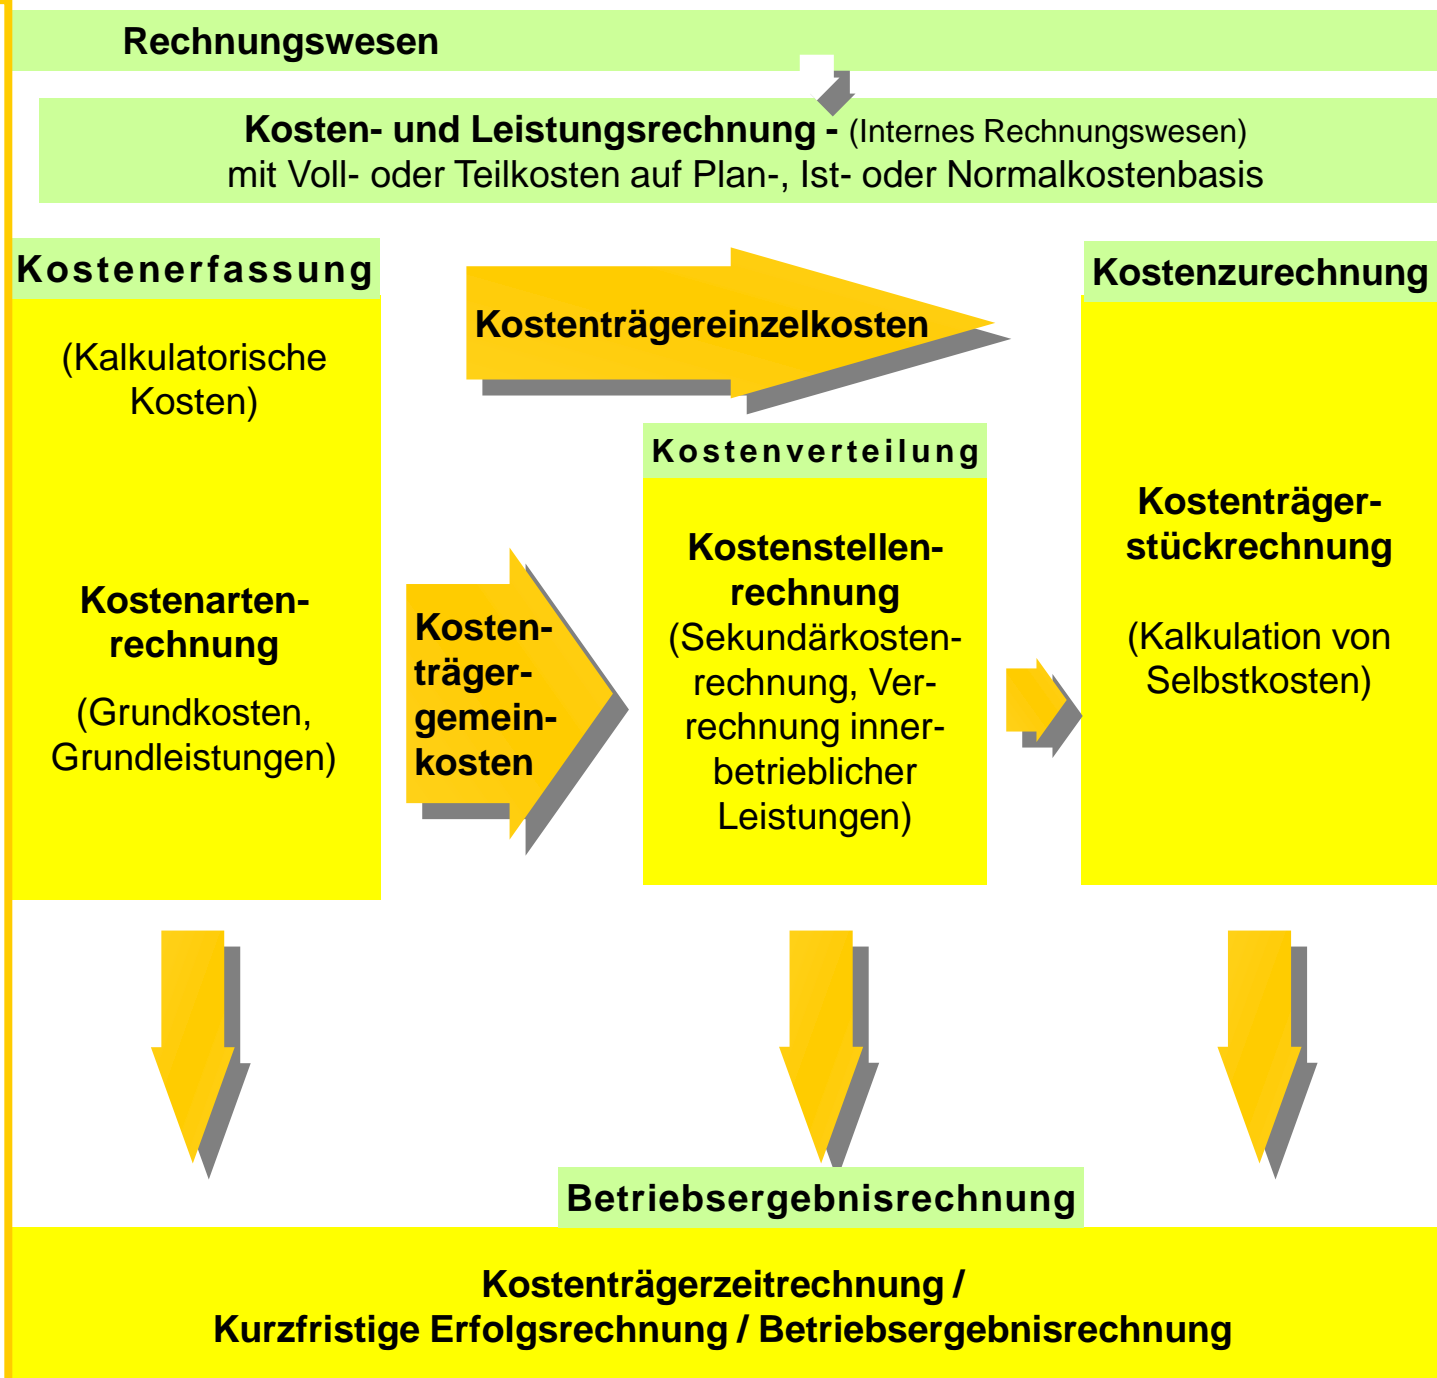 Rechnungswesen
Kosten- und Leistungsrechnung - (Internes Rechnungswesen)
mit Voll- oder Teilkosten auf Plan-, Ist- oder Normalkostenbasis
Kostenerfassung
(Kalkulatorische
Kosten)
Kostenarten-
rechnung
(Grundkosten,
Grundleistungen)
Kostenträgereinzelkosten
Kosten-
träger-
gemein-
kosten
Kostenverteilung
Kostenstellen-
rechnung
(Sekundärkosten-
rechnung, Ver-
rechnung inner-
betrieblicher
Leistungen)
Kostenzurechnung
Kostenträger-
stückrechnung
(Kalkulation von
Selbstkosten)
Betriebsergebnisrechnung
Kostenträgerzeitrechnung /
Kurzfristige Erfolgsrechnung / Betriebsergebnisrechnung